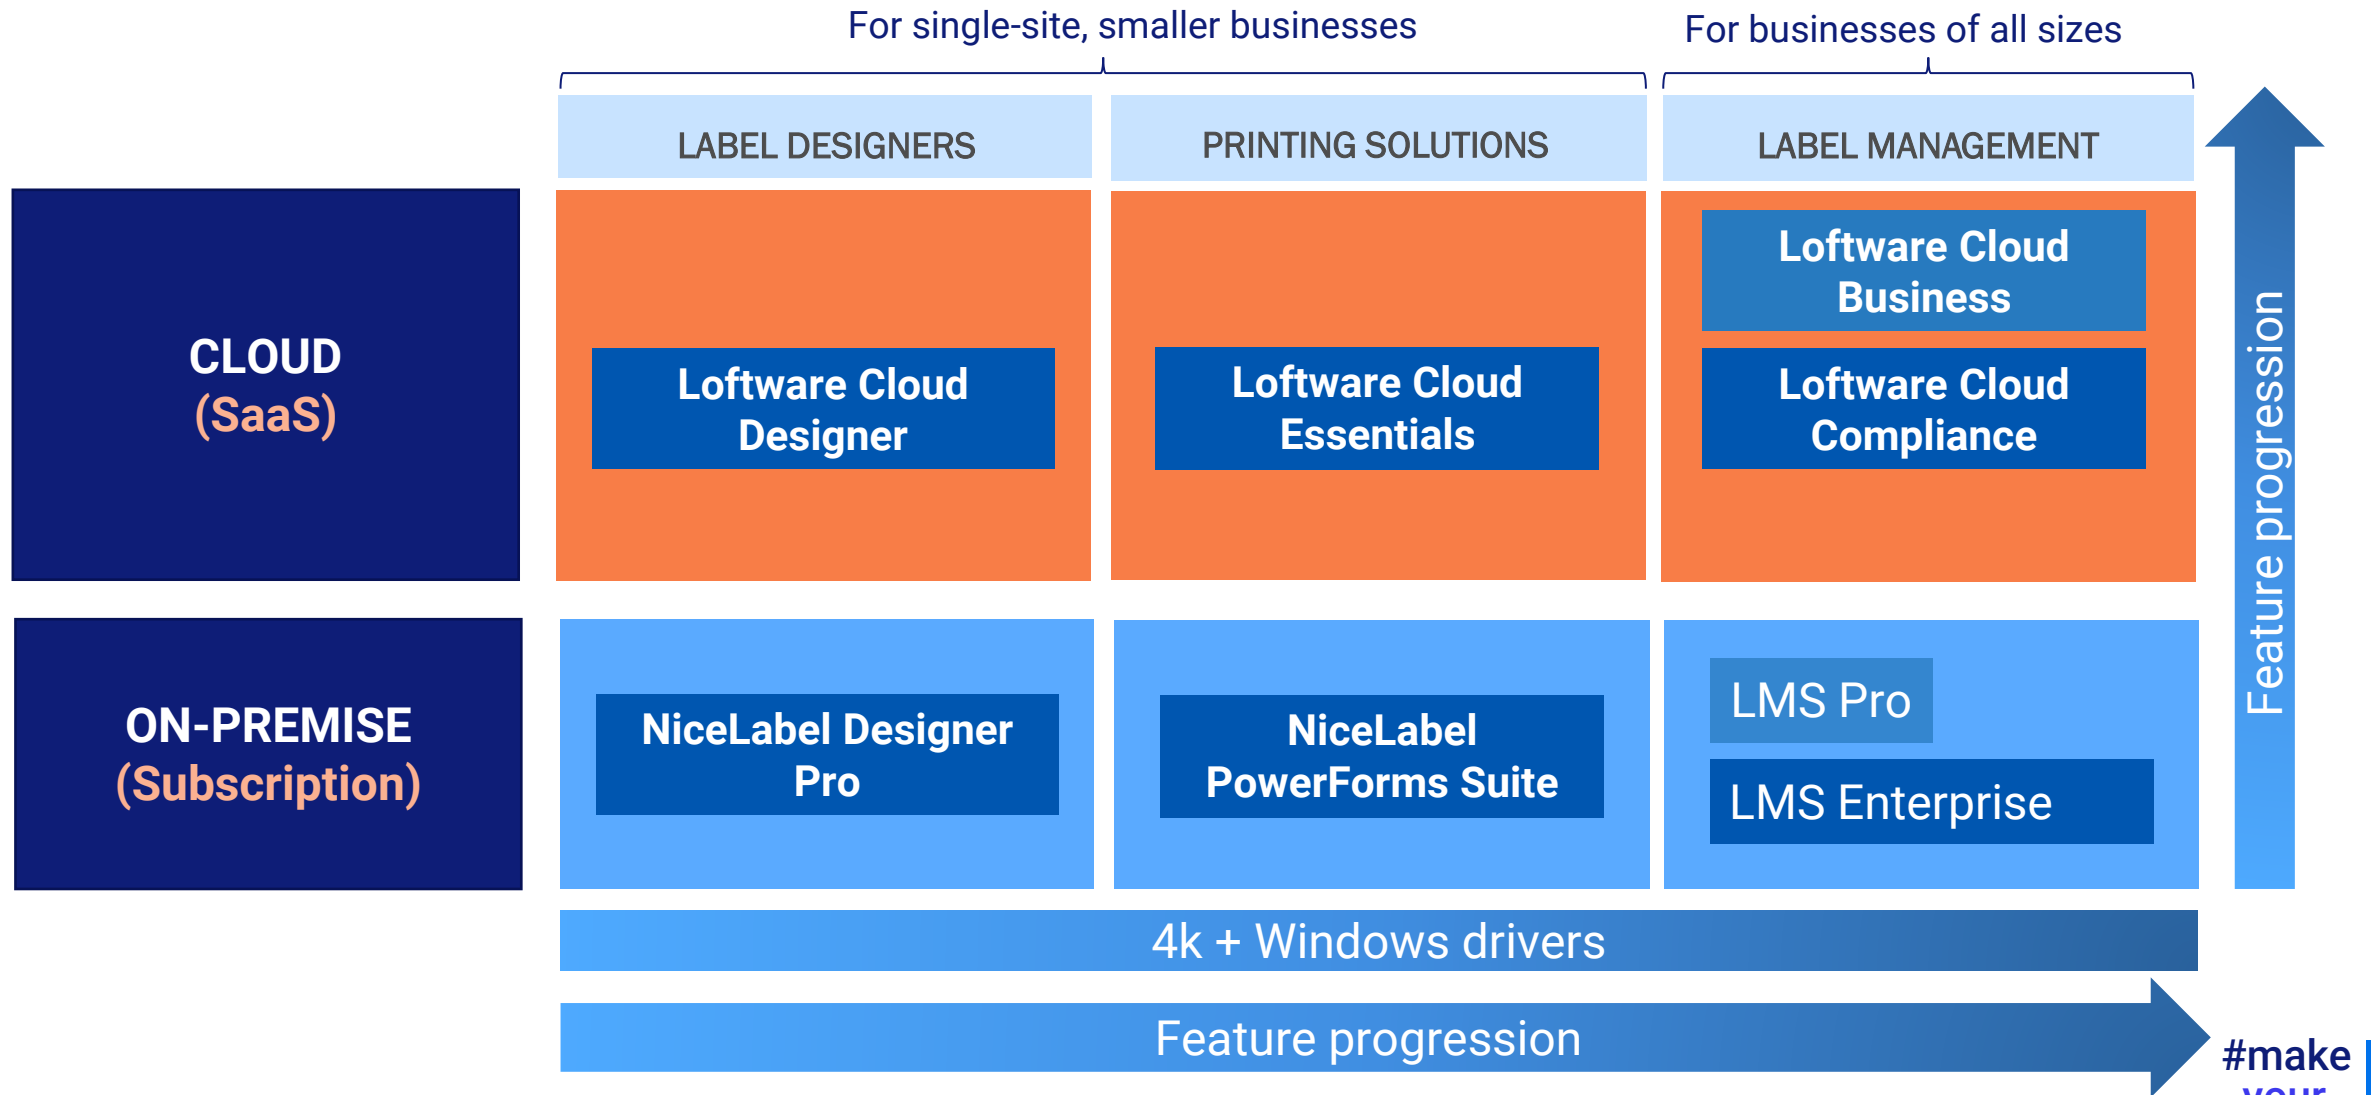 For single-site, smaller businesses
For businesses of all sizes
LABEL DESIGNERS
PRINTING SOLUTIONS
LABEL MANAGEMENT
CLOUD
(SaaS)
Loftware Cloud
Designer
Loftware Cloud
Essentials
Loftware Cloud
Business
Loftware Cloud
Compliance
Feature progression
ON-PREMISE
(Subscription)
NiceLabel Designer
Pro
NiceLabel
PowerForms Suite
LMS Pro
LMS Enterprise
4k + Windows drivers
Feature progression
#make
your